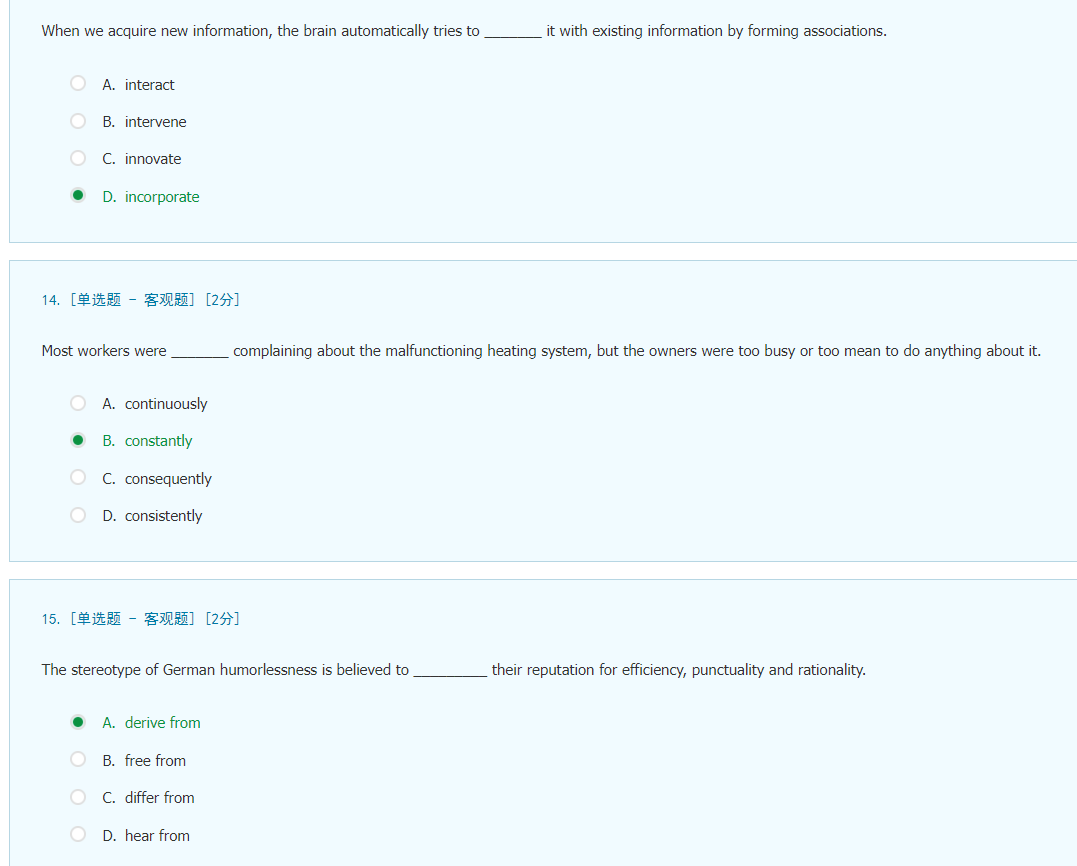 When we acquire new information, the brain automatically tries to _______ it with existing information by forming associations.
A. interact
B. intervene
C. innovate
D. incorporate
14. [单选题 - 客观题] [2分]
Most workers were _______ complaining about the malfunctioning heating system, but the owners were too busy or too mean to do anything about it.
A. continuously
B. constantly
C. consequently
D. consistently
15. [单选题 - 客观题] [2分]
The stereotype of German humorlessness is believed to _________ their reputation for efficiency, punctuality and rationality.
A. derive from
B. free from
C. differ from
D. hear from